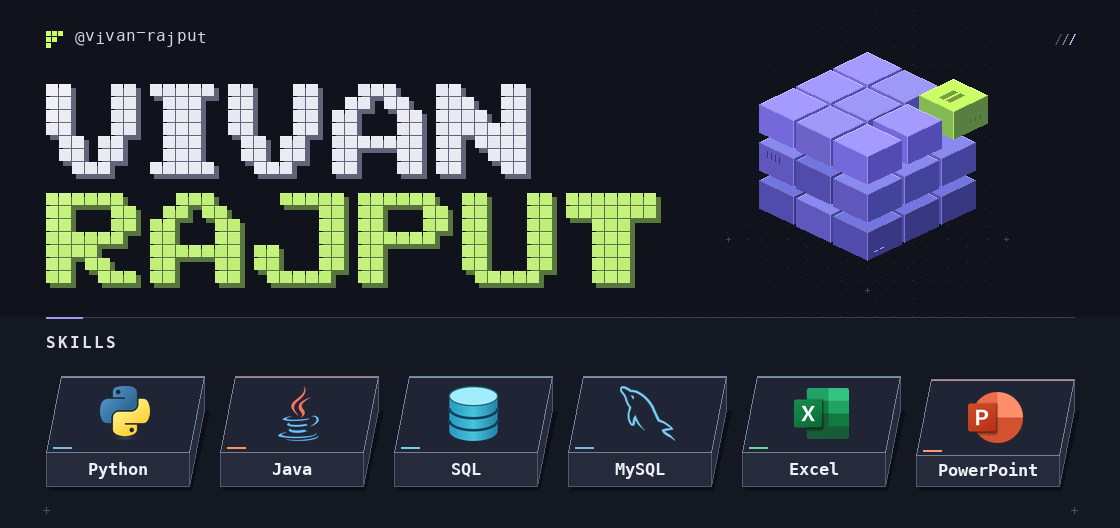 @vivan-rajput
///
VIVAN
RAJPUT
SKILLS
X
P
Python
Java
SQL
MySQL
Excel
PowerPoint